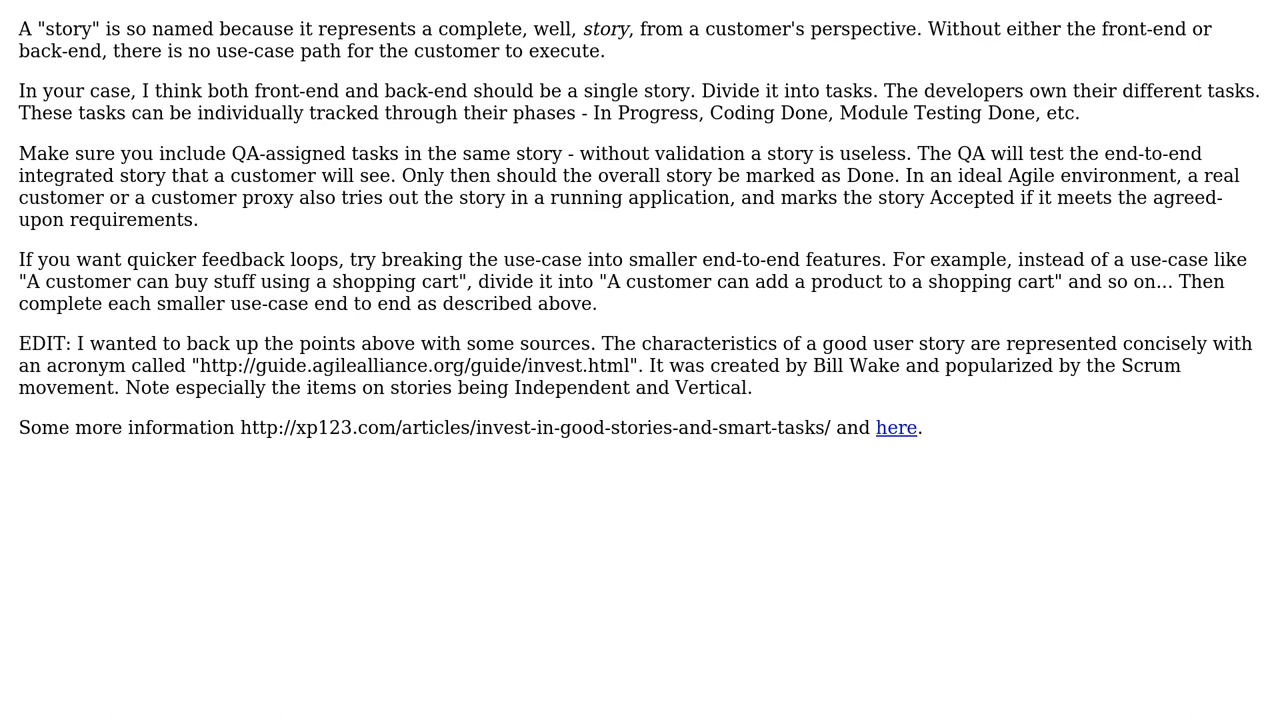 A "story" is so named because it represents a complete, well, story, from a customer's perspective. Without either the front-end or
back-end, there is no use-case path for the customer to execute.
In your case, I think both front-end and back-end should be a single story. Divide it into tasks. The developers own their different tasks.
These tasks can be individually tracked through their phases - In Progress, Coding Done, Module Testing Done, etc.
Make sure you include QA-assigned tasks in the same story - without validation a story is useless. The QA will test the end-to-end
integrated story that a customer will see. Only then should the overall story be marked as Done. In an ideal Agile environment, a real
customer or a customer proxy also tries out the story in a running application, and marks the story Accepted if it meets the agreed-
upon requirements.
If you want quicker feedback loops, try breaking the use-case into smaller end-to-end features. For example, instead of a use-case like
"A customer can buy stuff using a shopping cart", divide it into "A customer can add a product to a shopping cart" and so on... Then
complete each smaller use-case end to end as described above.
EDIT: I wanted to back up the points above with some sources. The characteristics of a good user story are represented concisely with
an acronym called "http://guide.agilealliance.org/guide/invest.html". It was created by Bill Wake and popularized by the Scrum
movement. Note especially the items on stories being Independent and Vertical.
Some more information http://xp123.com/articles/invest-in-good-stories-and-smart-tasks/ and here.